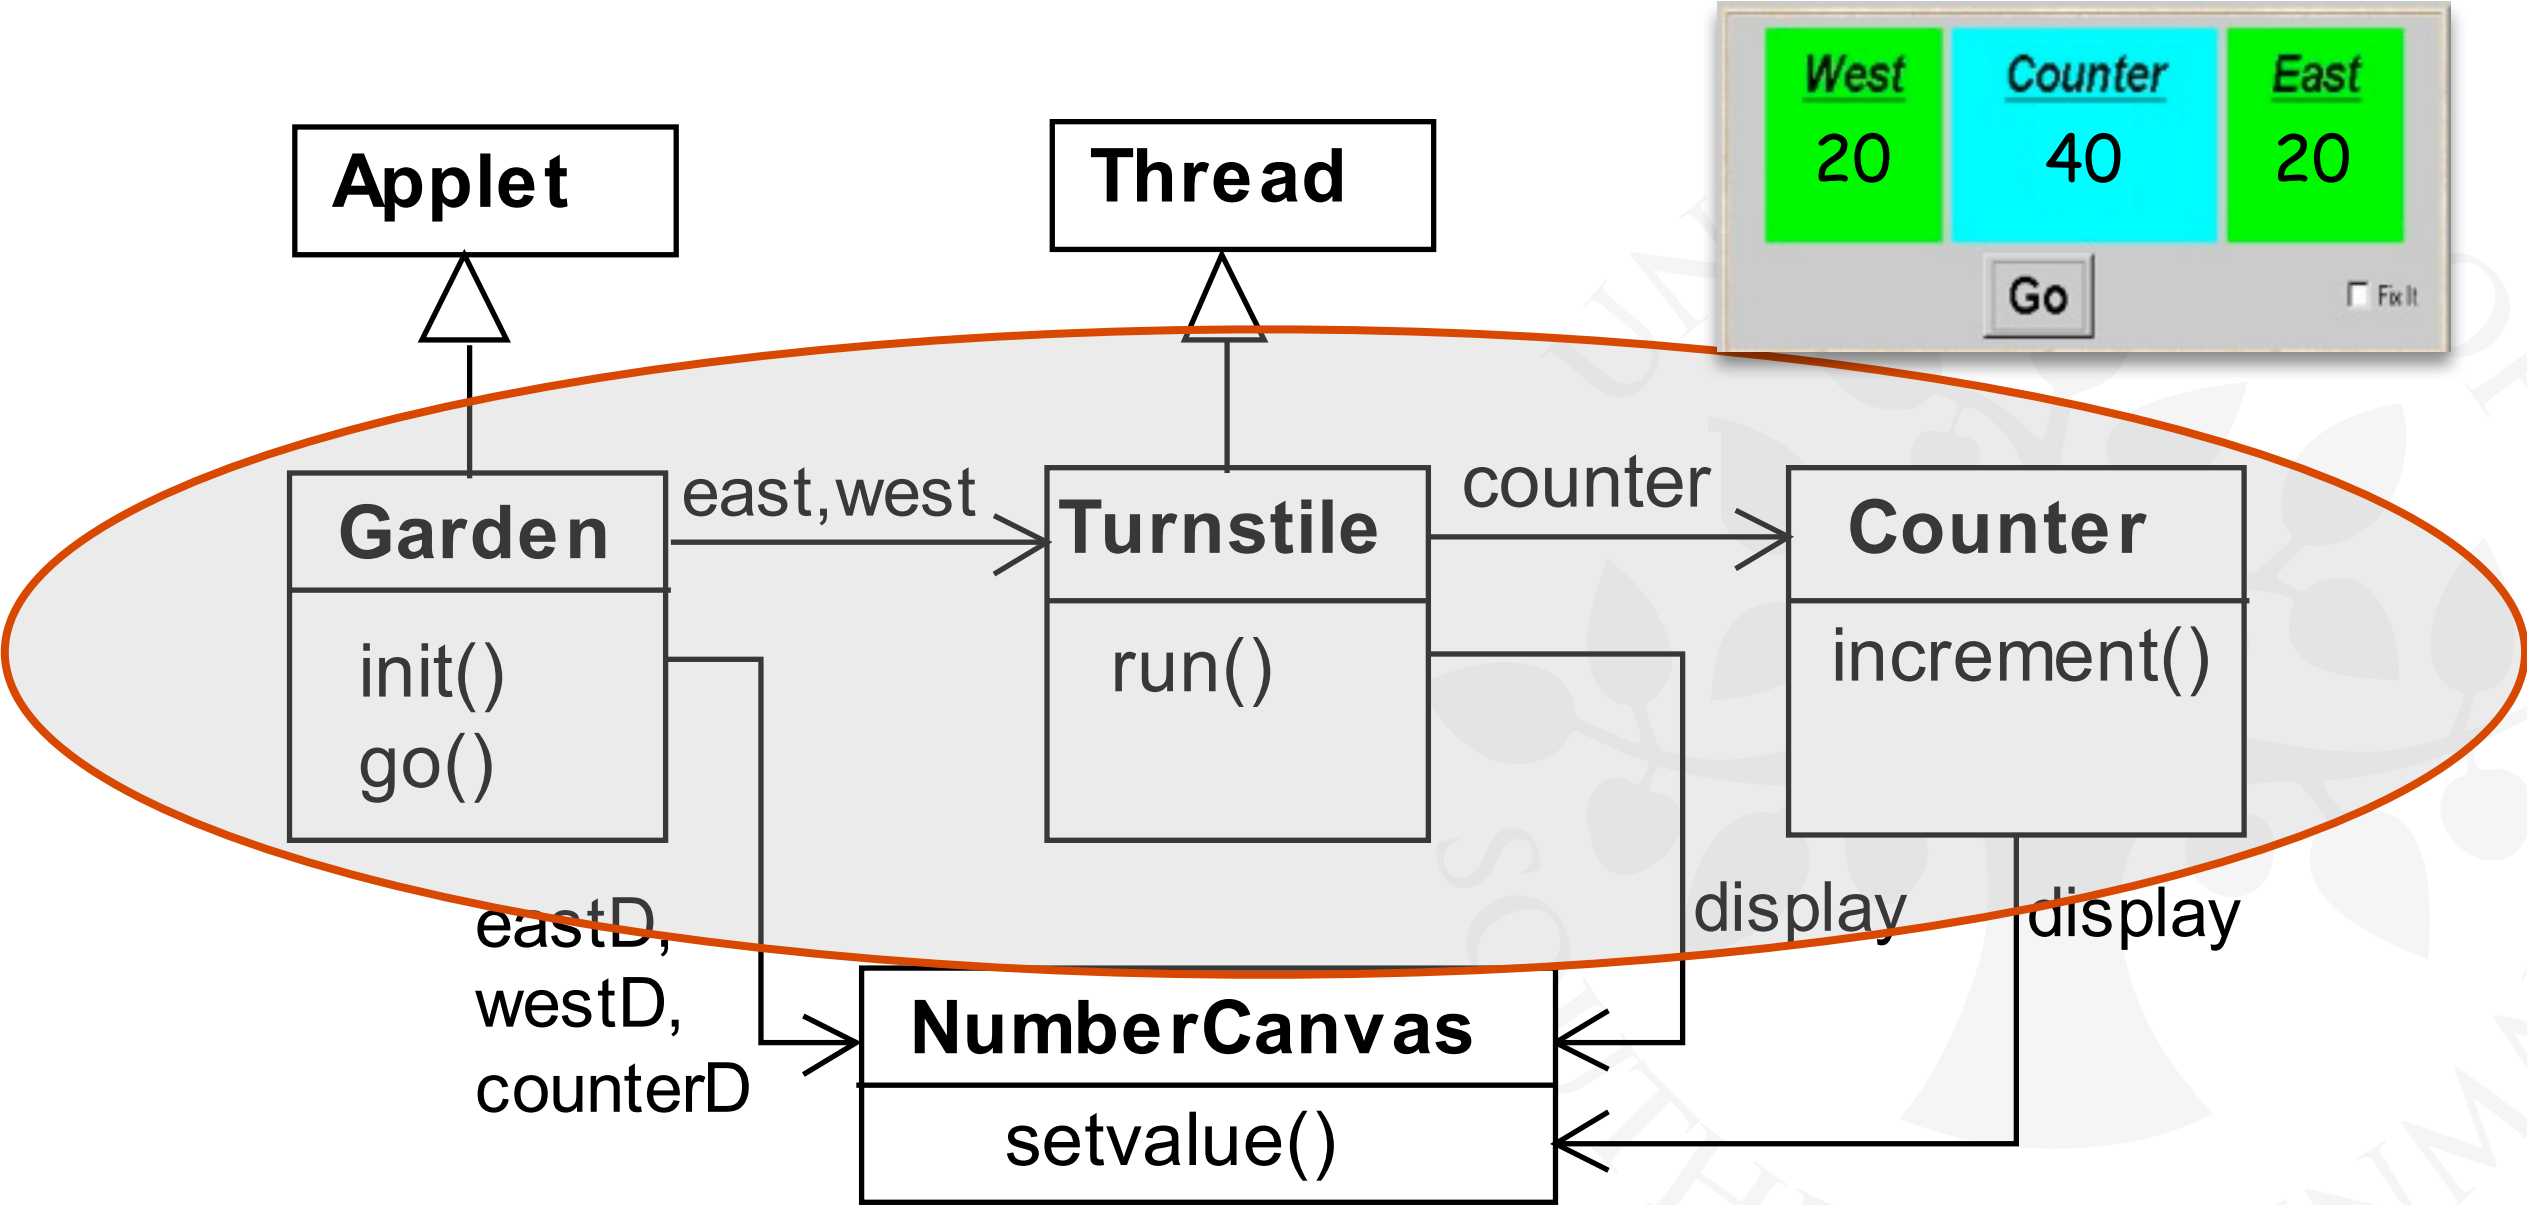 West
Counter
East
20
40
20
Go
Fix It
Applet
Thread
Garden
east,west
Turnstile
counter
Counter
init()
go()
run()
increment()
eastD,
westD,
counterD
display
display
NumberCanvas
setvalue()